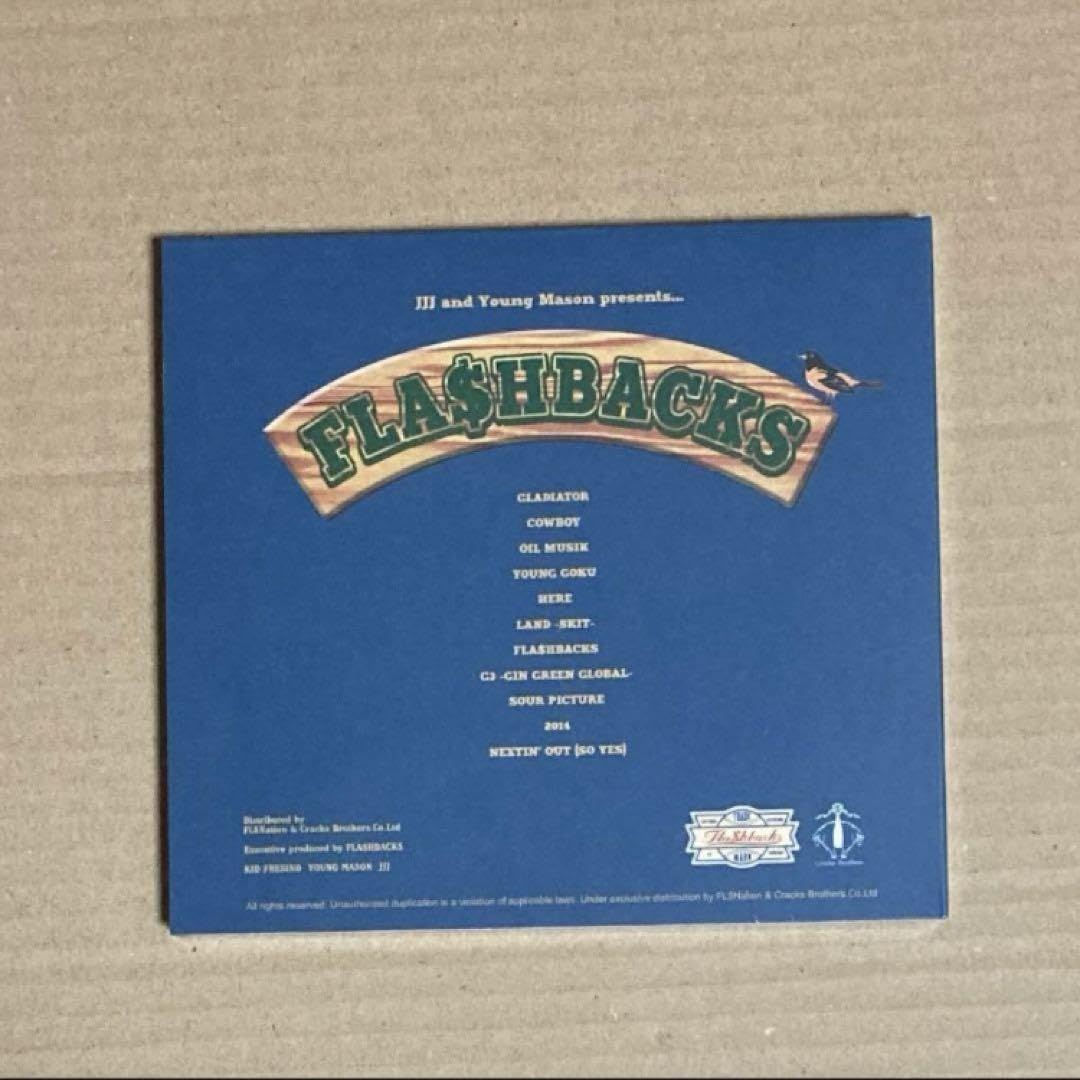 JJJ and Young Mason presents...
FLA$HBACKS
GLADIATOR
COWBOY
OIL MUSIK
YOUNG GOKU
HERE
LAND -SKIT-
FLA$HBACKS
G3 -GIN GREEN GLOBAL-
SOUR PICTURE
2014
NEXTIN' OUT (SO YES)
Distributed by
FL$Nation & Cracks Brothers.Co.Ltd
Executive produced by FLASHBACKS
KID FRESINO YOUNG MASON JJJ
Fla$hbacks
Cracks Brothers
All rights reserved. Unauthorized duplication is a violation of applicable laws. Under exclusive distribution by FL$Nation & Cracks Brothers.Co.Ltd